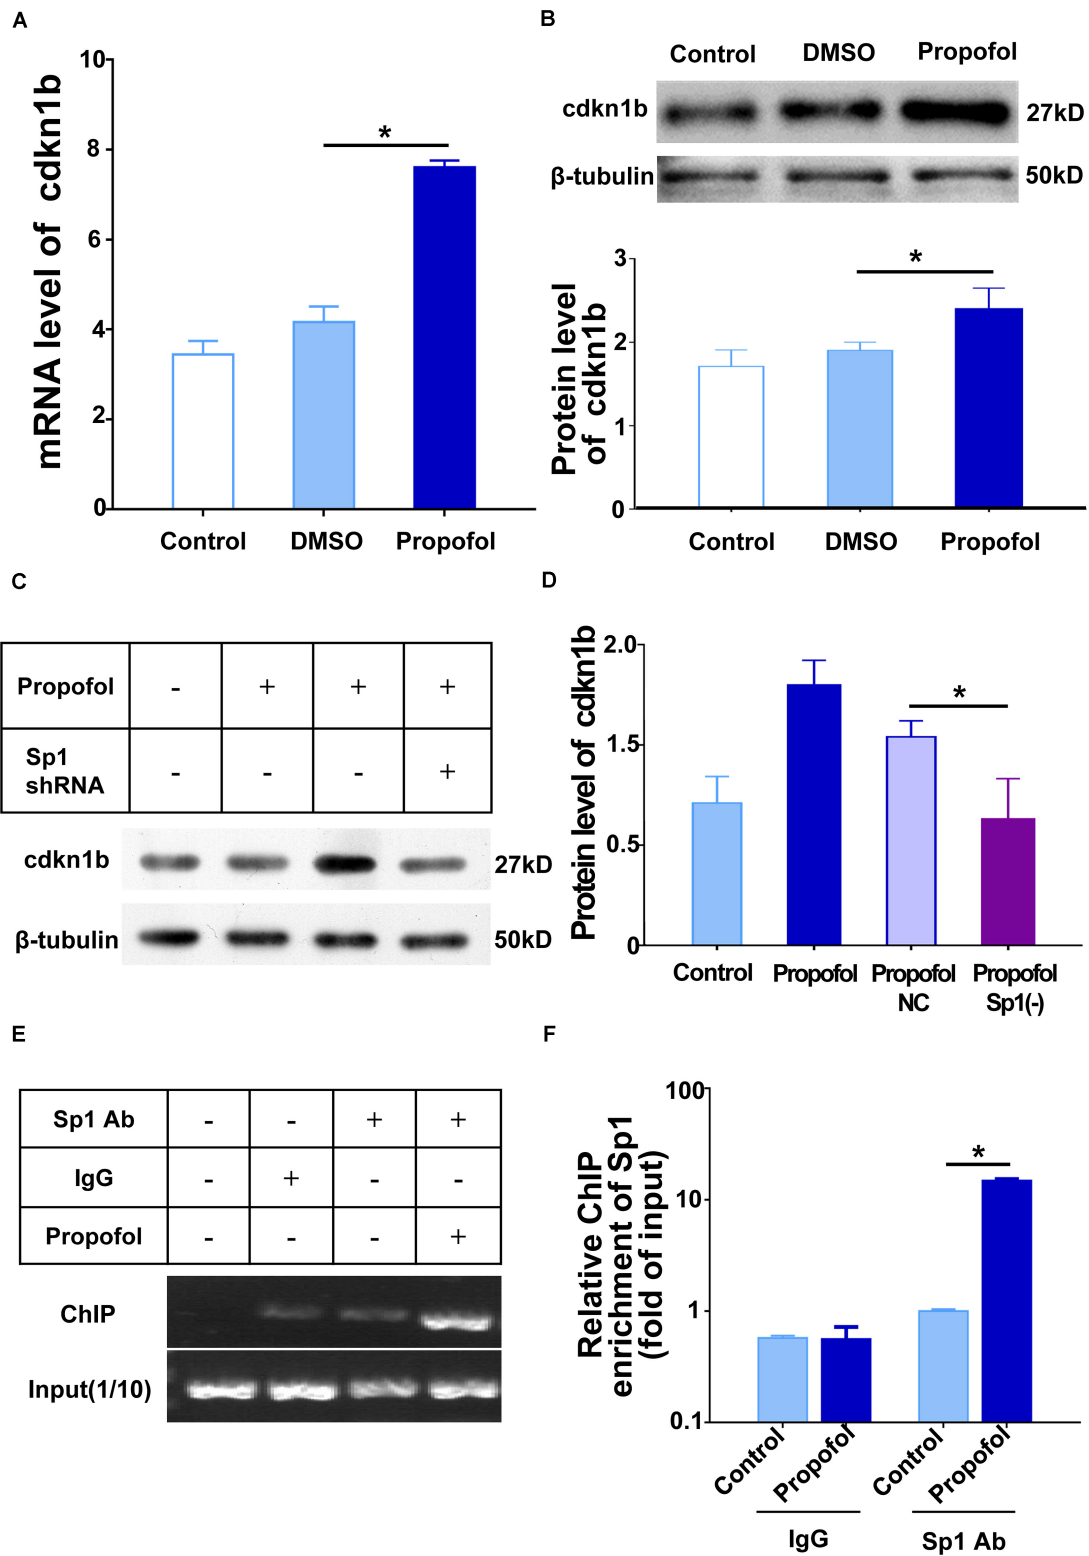 A
mRNA level of cdkn1b
10
8
6
4
2
0
*
Control DMSO Propofol
B
Control DMSO Propofol
cdkn1b 27kD
β-tubulin 50kD
Protein level
of cdkn1b
3
2
1
0
*
Control DMSO Propofol
C
Propofol - + + +
Sp1
shRNA - - - +
cdkn1b 27kD
β-tubulin 50kD
D
Protein level of cdkn1b
2.0
1.5
0.5
0
*
Control Propofol Propofol Propofol
NC Sp1(-)
E
Sp1 Ab - - + +
IgG - + - -
Propofol - - - +
ChIP
Input(1/10)
F
Relative ChIP
enrichment of Sp1
(fold of input)
100
10
1
0.1
*
Control Propofol Control Propofol
IgG Sp1 Ab